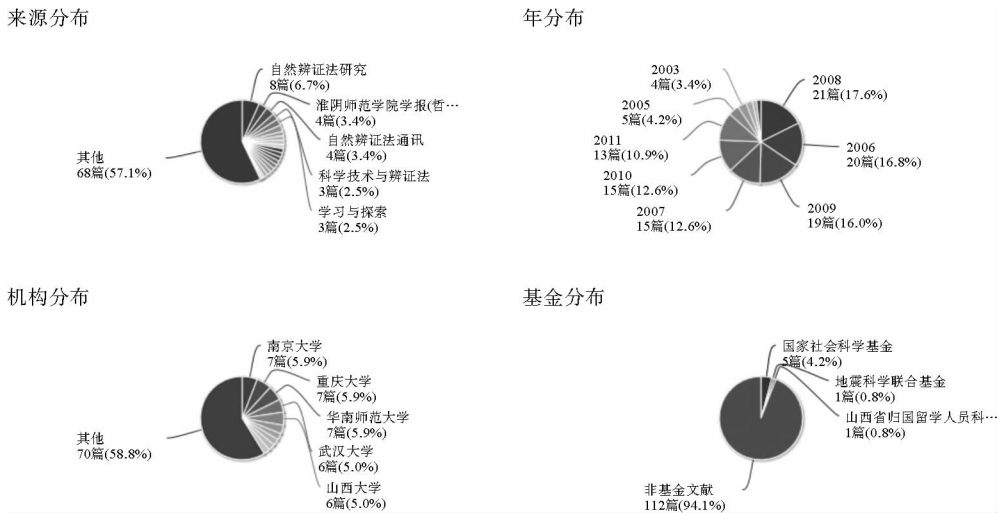 来源分布
自然辨证法研究
8篇(6.7%)
淮阴师范学院学报(哲…
4篇(3.4%)
自然辨证法通讯
4篇(3.4%)
科学技术与辨证法
3篇(2.5%)
学习与探索
3篇(2.5%)
其他
68篇(57.1%)
年分布
2003
4篇(3.4%)
2005
5篇(4.2%)
2011
13篇(10.9%)
2010
15篇(12.6%)
2007
15篇(12.6%)
2008
21篇(17.6%)
2006
20篇(16.8%)
2009
19篇(16.0%)
机构分布
南京大学
7篇(5.9%)
重庆大学
7篇(5.9%)
华南师范大学
7篇(5.9%)
武汉大学
6篇(5.0%)
山西大学
6篇(5.0%)
其他
70篇(58.8%)
基金分布
国家社会科学基金
5篇(4.2%)
地震科学联合基金
1篇(0.8%)
山西省归国留学人员科…
1篇(0.8%)
非基金文献
112篇(94.1%)